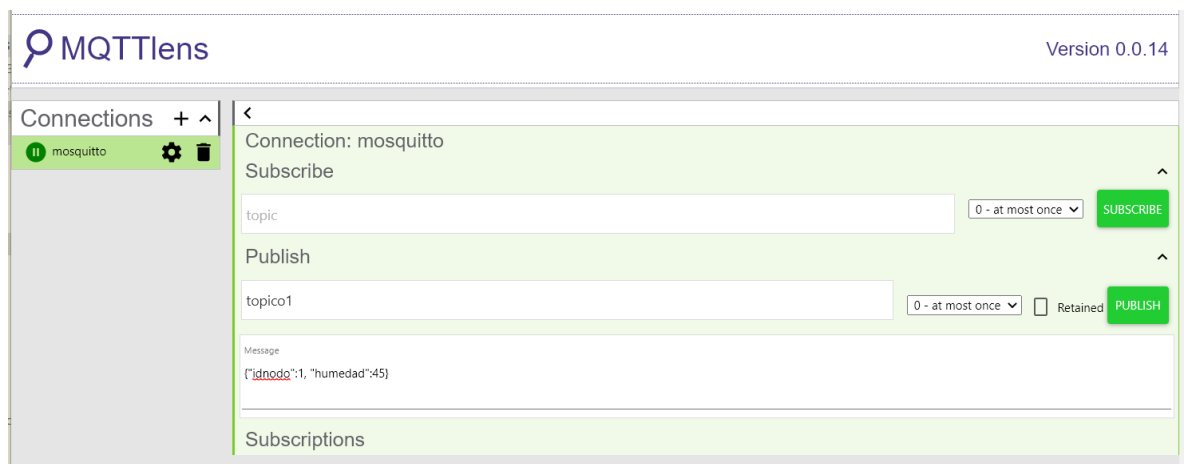 MQTTlens
Version 0.0.14
Connections
mosquitto
Connection: mosquitto
Subscribe
topic
0 - at most once
SUBSCRIBE
Publish
topico1
0 - at most once
Retained
PUBLISH
Message
{"idnodo":1, "humedad":45}
Subscriptions